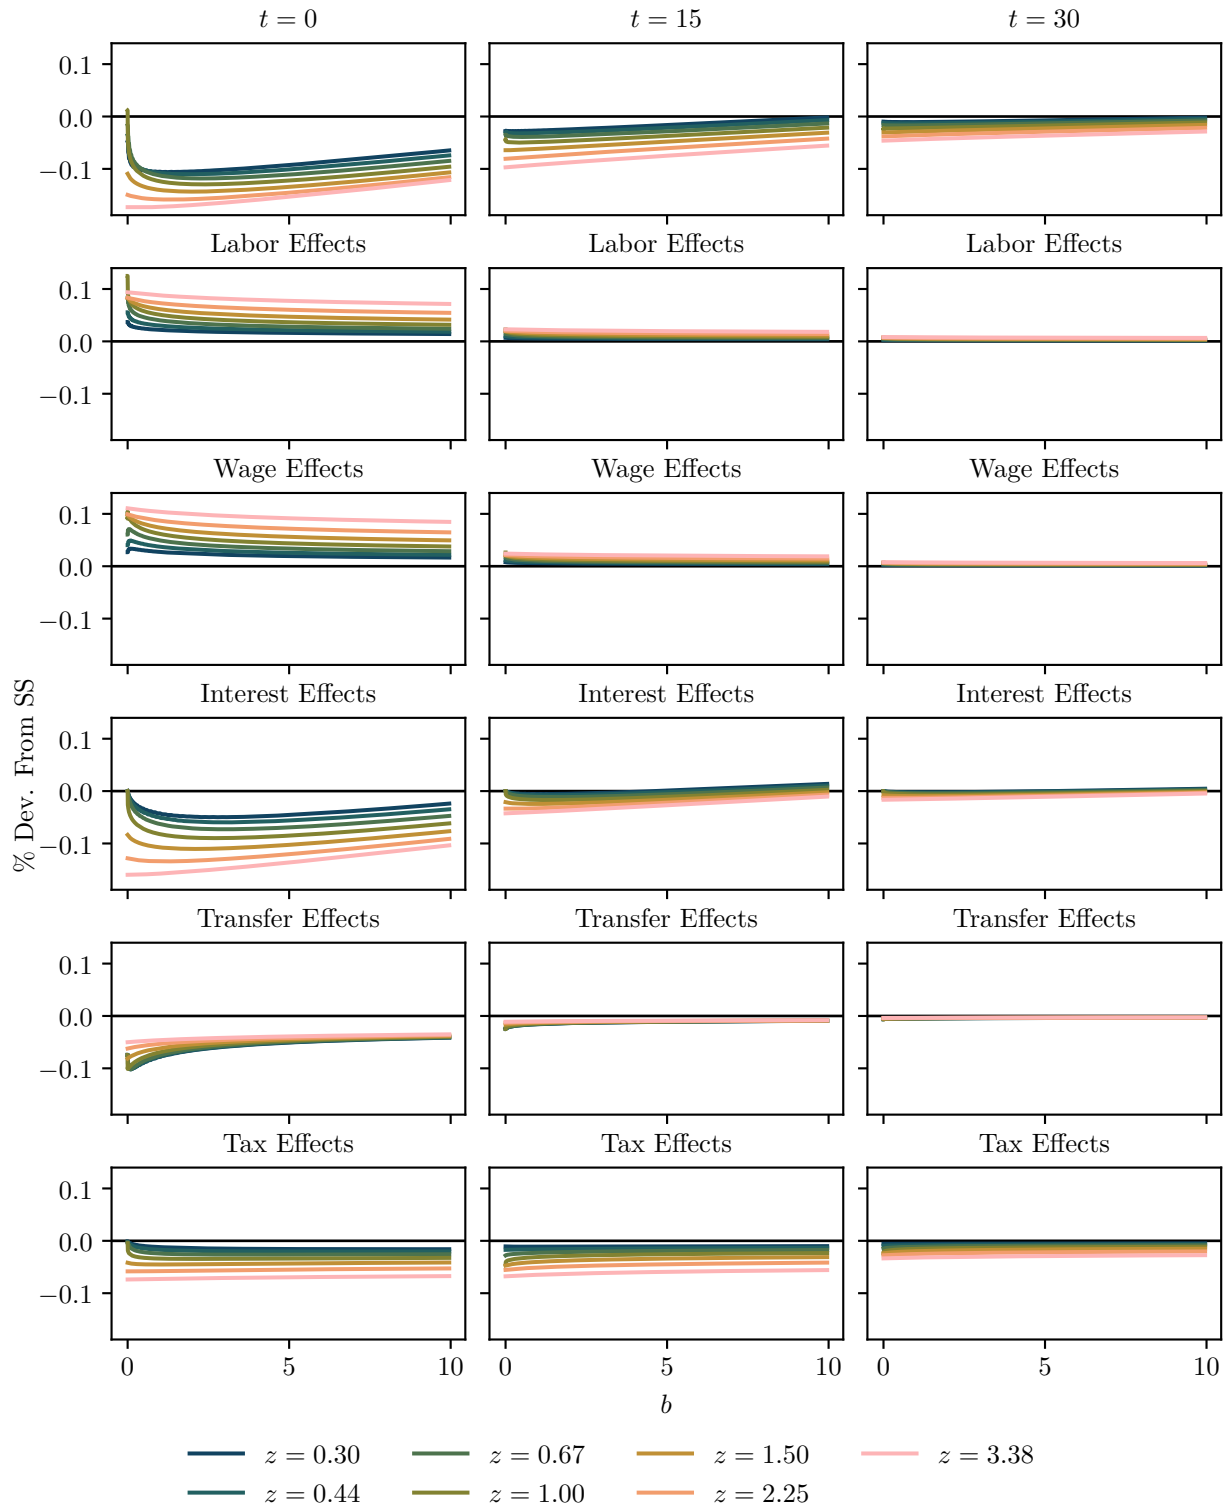 t = 0 t = 15 t = 30
0.1
0.0
−0.1
Labor Effects Labor Effects Labor Effects
0.1
0.0
−0.1
Wage Effects Wage Effects Wage Effects
0.1
0.0
−0.1
Interest Effects Interest Effects Interest Effects
0.1
0.0
−0.1
% Dev. From SS
Transfer Effects Transfer Effects Transfer Effects
0.1
0.0
−0.1
Tax Effects Tax Effects Tax Effects
0.1
0.0
−0.1
0 5 10 0 5 10 0 5 10
b
z = 0.30 z = 0.67 z = 1.50 z = 3.38
z = 0.44 z = 1.00 z = 2.25